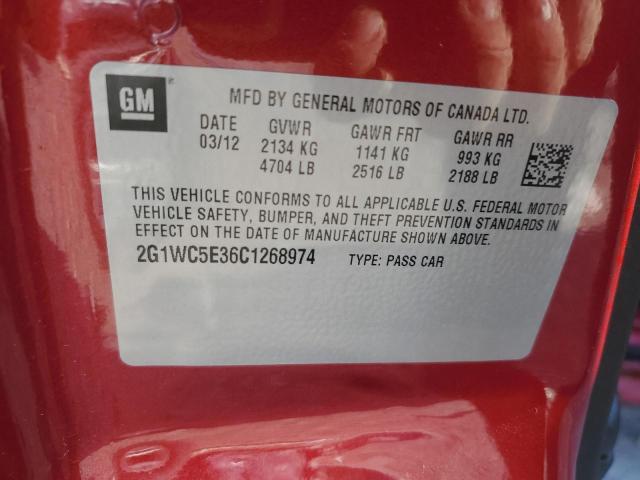 GM
MFD BY GENERAL MOTORS OF CANADA LTD.
DATE GVWR GAWR FRT GAWR RR
03/12 2134 KG 1141 KG 993 KG
4704 LB 2516 LB 2188 LB
THIS VEHICLE CONFORMS TO ALL APPLICABLE U.S. FEDERAL MOTOR
VEHICLE SAFETY, BUMPER, AND THEFT PREVENTION STANDARDS IN
EFFECT ON THE DATE OF MANUFACTURE SHOWN ABOVE.
2G1WC5E36C1268974 TYPE: PASS CAR